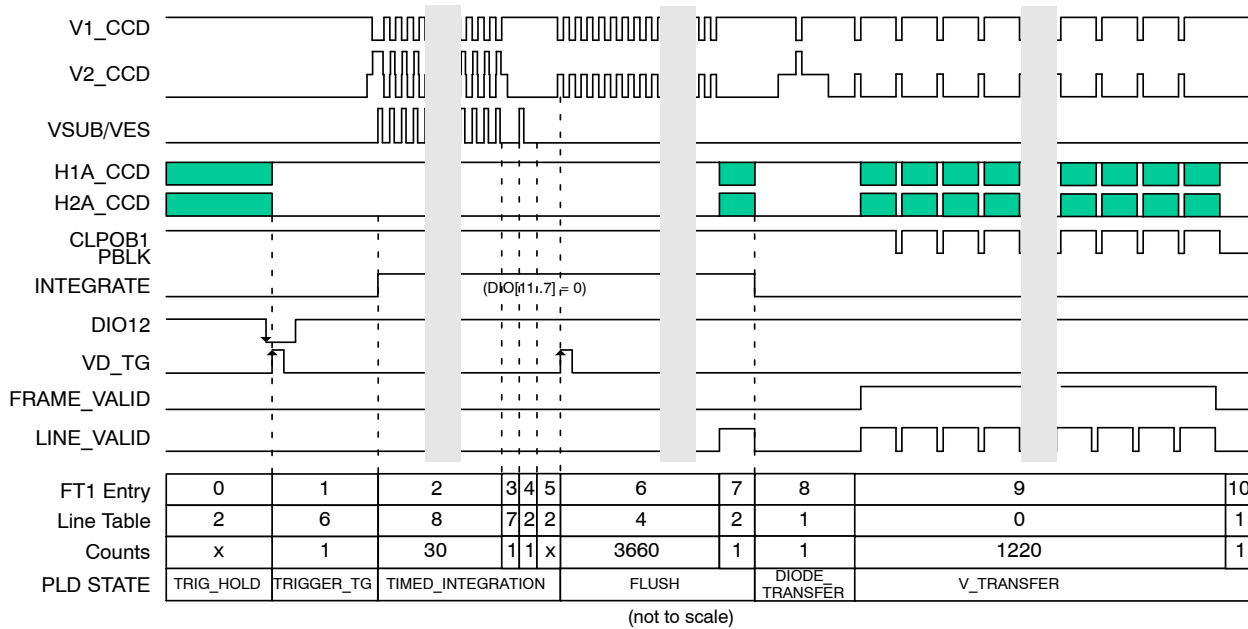 V1_CCD
V2_CCD
VSUB/VES
H1A_CCD
H2A_CCD
CLPOB1
PBLK
INTEGRATE
(DIO[11..7] = 0)
DIO12
VD_TG
FRAME_VALID
LINE_VALID
FT1 Entry 0 1 2 3 4 5 6 7 8 9 10
Line Table 2 6 8 7 2 2 4 2 1 0 1
Counts x 1 30 1 1 x 3660 1 1 1220 1
PLD STATE TRIG_HOLD TRIGGER_TG TIMED_INTEGRATION FLUSH DIODE_ TRANSFER V_TRANSFER
(not to scale)